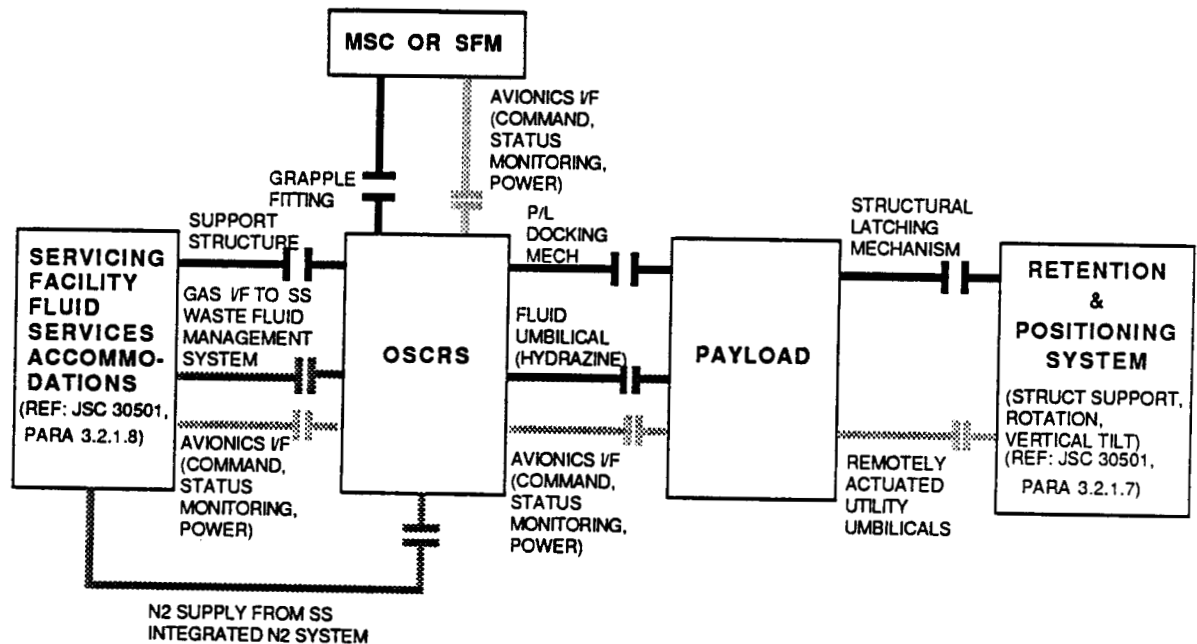 MSC OR SFM
AVIONICS I/F
(COMMAND,
STATUS
MONITORING,
POWER)
GRAPPLE
FITTING
SUPPORT
STRUCTURE
P/L
DOCKING
MECH
STRUCTURAL
LATCHING
MECHANISM
SERVICING
FACILITY
FLUID
SERVICES
ACCOMMO-
DATIONS
(REF: JSC 30501,
PARA 3.2.1.8)
GAS I/F TO SS
WASTE FLUID
MANAGEMENT
SYSTEM
OSCRS
FLUID
UMBILICAL
(HYDRAZINE)
PAYLOAD
RETENTION
&
POSITIONING
SYSTEM
(STRUCT SUPPORT,
ROTATION,
VERTICAL TILT)
(REF: JSC 30501,
PARA 3.2.1.7)
AVIONICS I/F
(COMMAND,
STATUS
MONITORING,
POWER)
AVIONICS I/F
(COMMAND,
STATUS
MONITORING,
POWER)
REMOTELY
ACTUATED
UTILITY
UMBILICALS
N2 SUPPLY FROM SS
INTEGRATED N2 SYSTEM